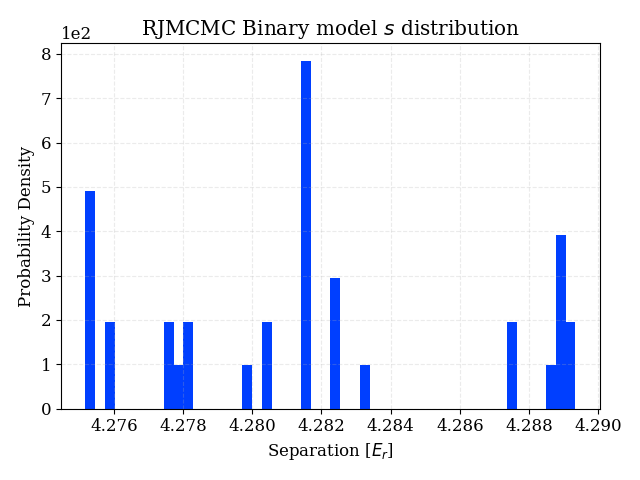 RJMCMC Binary model s distribution
1e2
8
7
6
5
4
3
2
1
0
Probability Density
4.276 4.278 4.280 4.282 4.284 4.286 4.288 4.290
Separation [E_r]